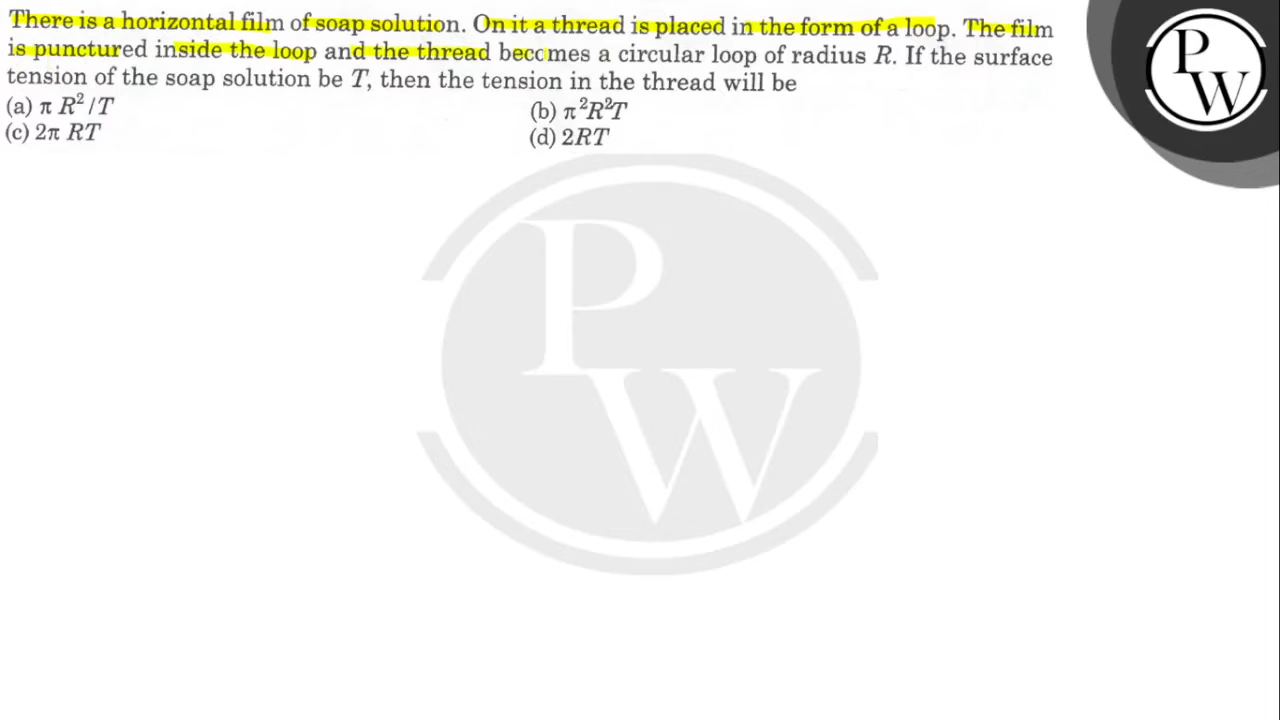 There is a horizontal film of soap solution. On it a thread is placed in the form of a loop. The film
is punctured inside the loop and the thread becomes a circular loop of radius R. If the surface
tension of the soap solution be T, then the tension in the thread will be
(a) π R² / T (b) π²R²T
(c) 2π RT (d) 2RT
PW
PW